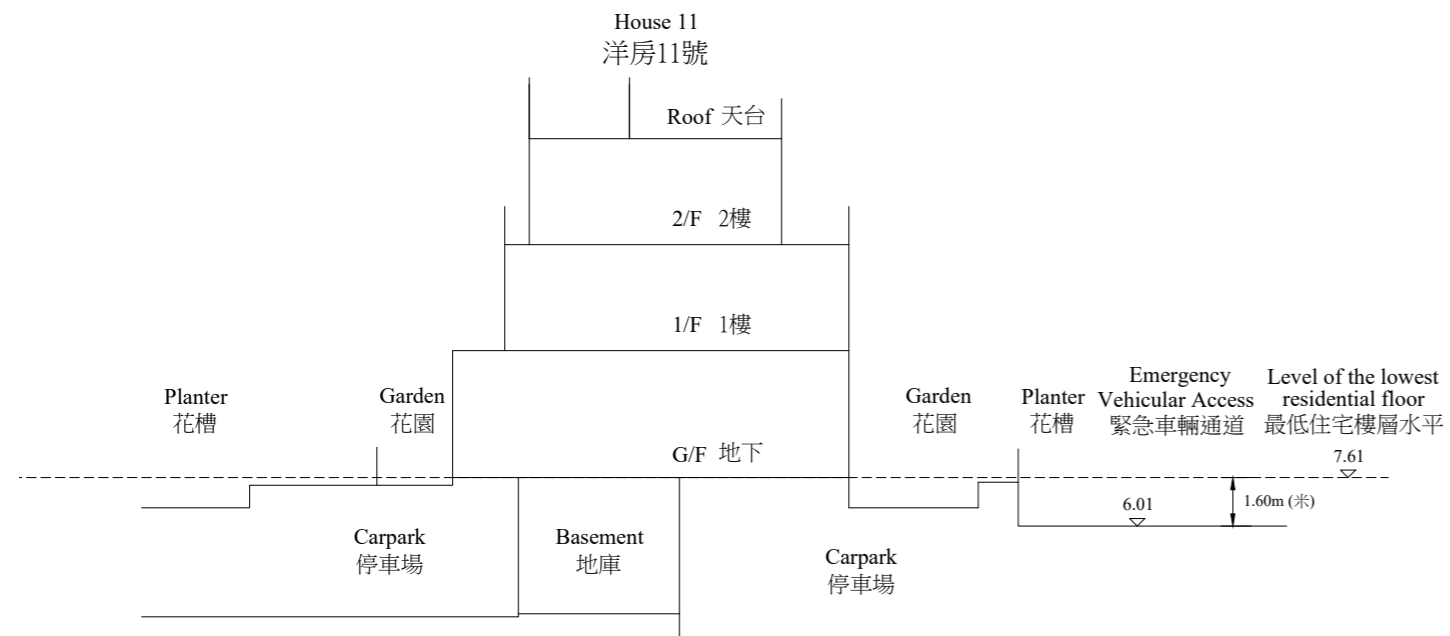 House 11
洋房11號
Roof 天台
2/F 2樓
1/F 1樓
Planter
花槽
Garden
花園
G/F 地下
Garden
花園
Planter
花槽
Emergency
Vehicular Access
緊急車輛通道
Level of the lowest
residential floor
最低住宅樓層水平
7.61
6.01
1.60m (米)
Carpark
停車場
Basement
地庫
Carpark
停車場